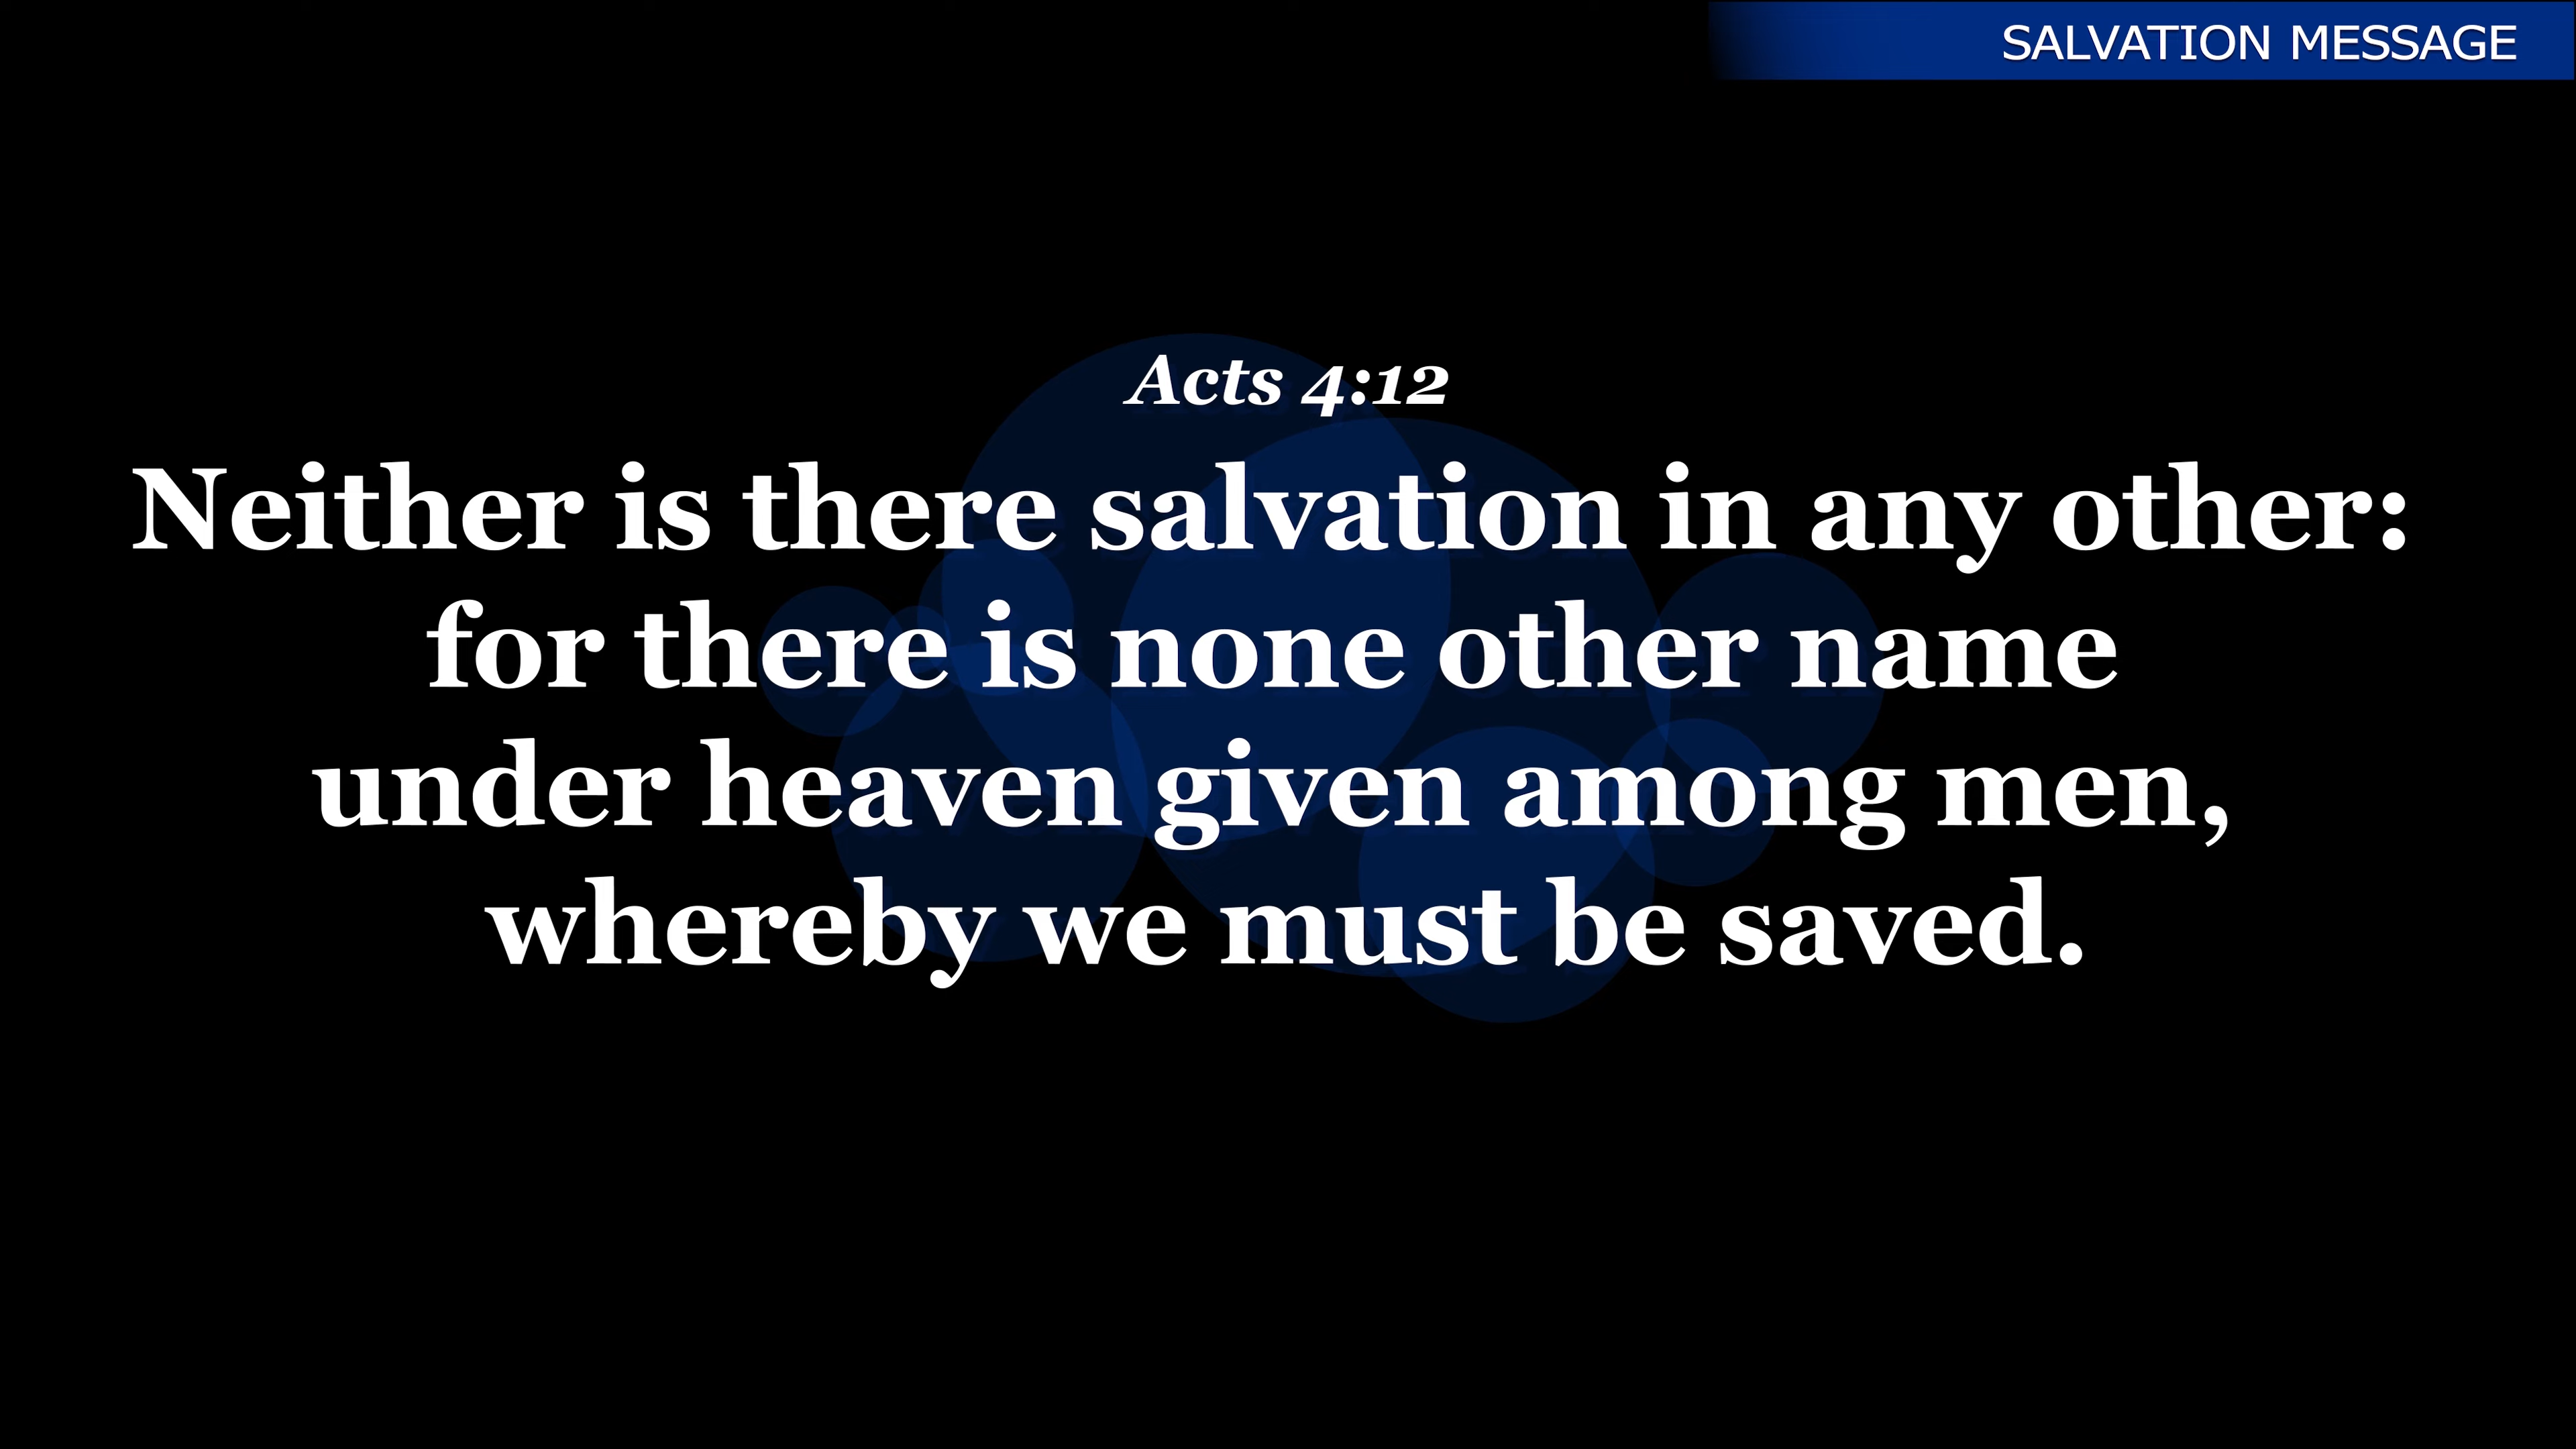 SALVATION MESSAGE
Acts 4:12
Neither is there salvation in any other:
for there is none other name
under heaven given among men,
whereby we must be saved.